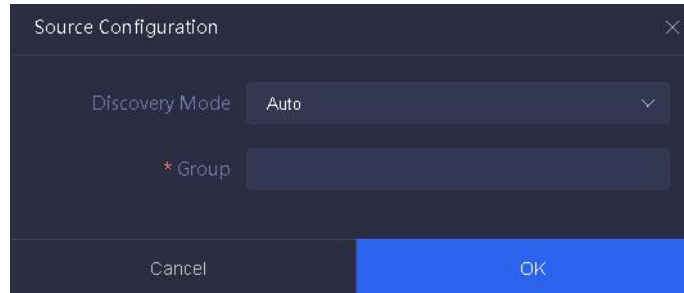 Source Configuration
Discovery Mode Auto
* Group
Cancel OK